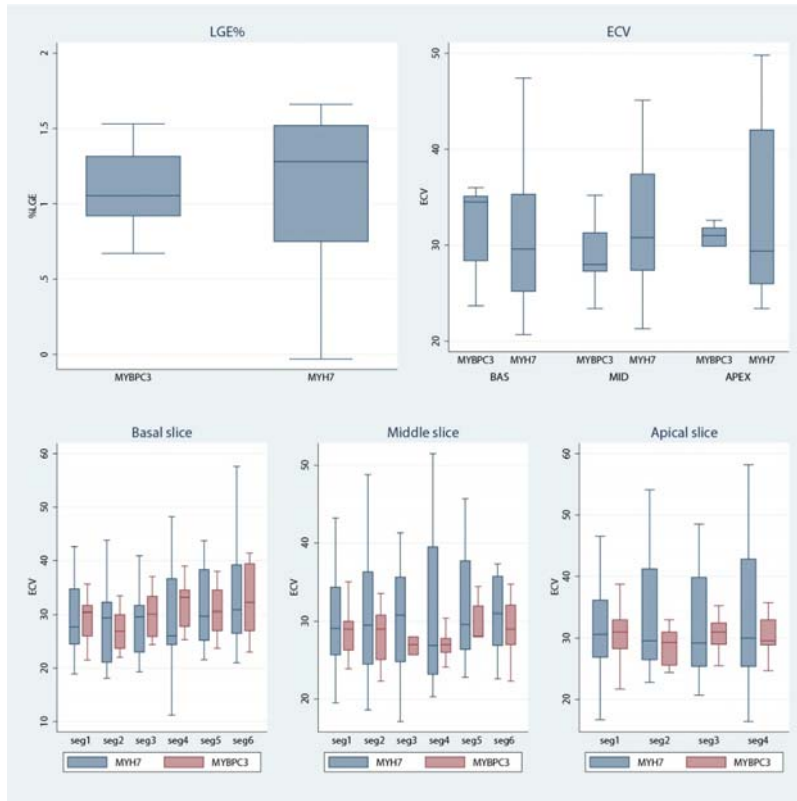 LGE%
ECV
2
1.5
1
.5
0
%LGE
MYBPC3
MYH7
50
40
30
20
ECV
MYBPC3 MYH7 MYBPC3 MYH7 MYBPC3 MYH7
BAS MID APEX
Basal slice
60
50
40
30
20
10
ECV
seg1 seg2 seg3 seg4 seg5 seg6
MYH7 MYBPC3
Middle slice
50
40
30
20
ECV
seg1 seg2 seg3 seg4 seg5 seg6
MYH7 MYBPC3
Apical slice
60
50
40
30
20
ECV
seg1 seg2 seg3 seg4
MYH7 MYBPC3